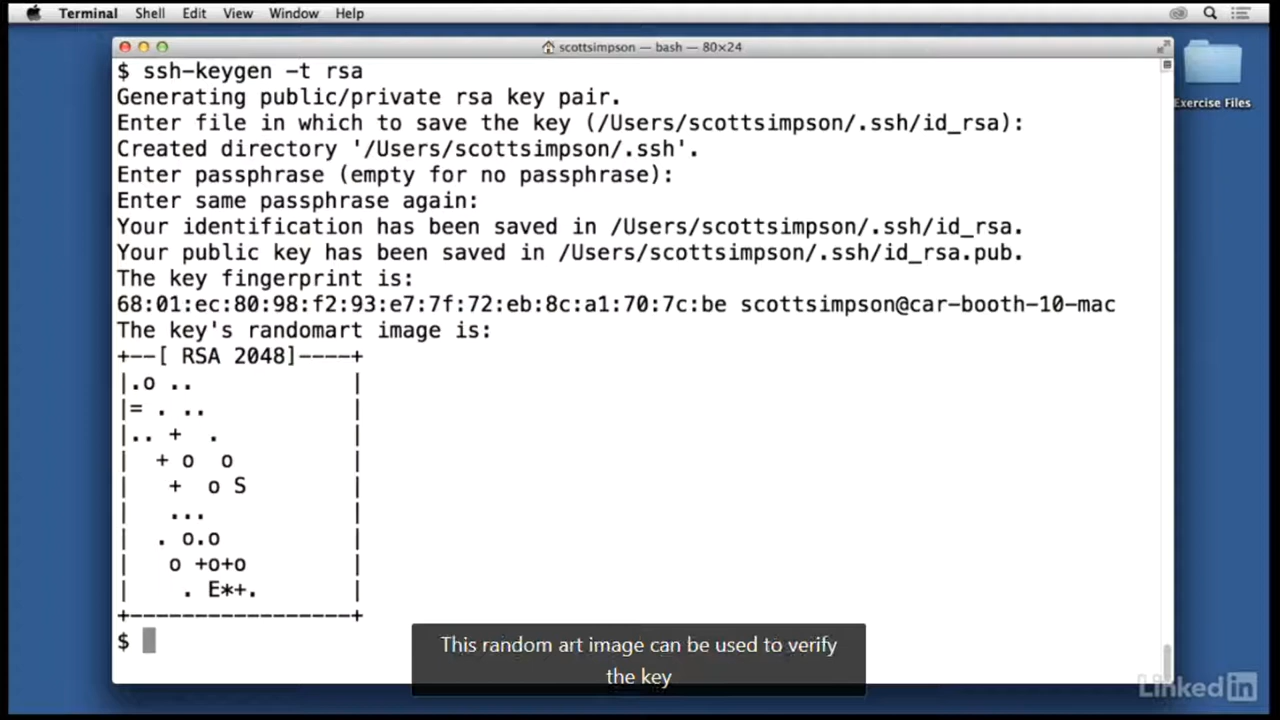 Terminal Shell Edit View Window Help
scottsimpson — bash — 80×24
$ ssh-keygen -t rsa
Generating public/private rsa key pair.
Enter file in which to save the key (/Users/scottsimpson/.ssh/id_rsa):
Created directory '/Users/scottsimpson/.ssh'.
Enter passphrase (empty for no passphrase):
Enter same passphrase again:
Your identification has been saved in /Users/scottsimpson/.ssh/id_rsa.
Your public key has been saved in /Users/scottsimpson/.ssh/id_rsa.pub.
The key fingerprint is:
68:01:ec:80:98:f2:93:e7:7f:72:eb:8c:a1:70:7c:be scottsimpson@car-booth-10-mac
The key's randomart image is:
+--[ RSA 2048]----+
|.o ..            |
|= . ..           |
|.. +  .          |
|  + o  o         |
|   +  o S        |
|   ...           |
|  . o.o          |
|   o +o+o        |
|    . E*+.       |
+-----------------+
$
Exercise Files
This random art image can be used to verify
the key
Linked in